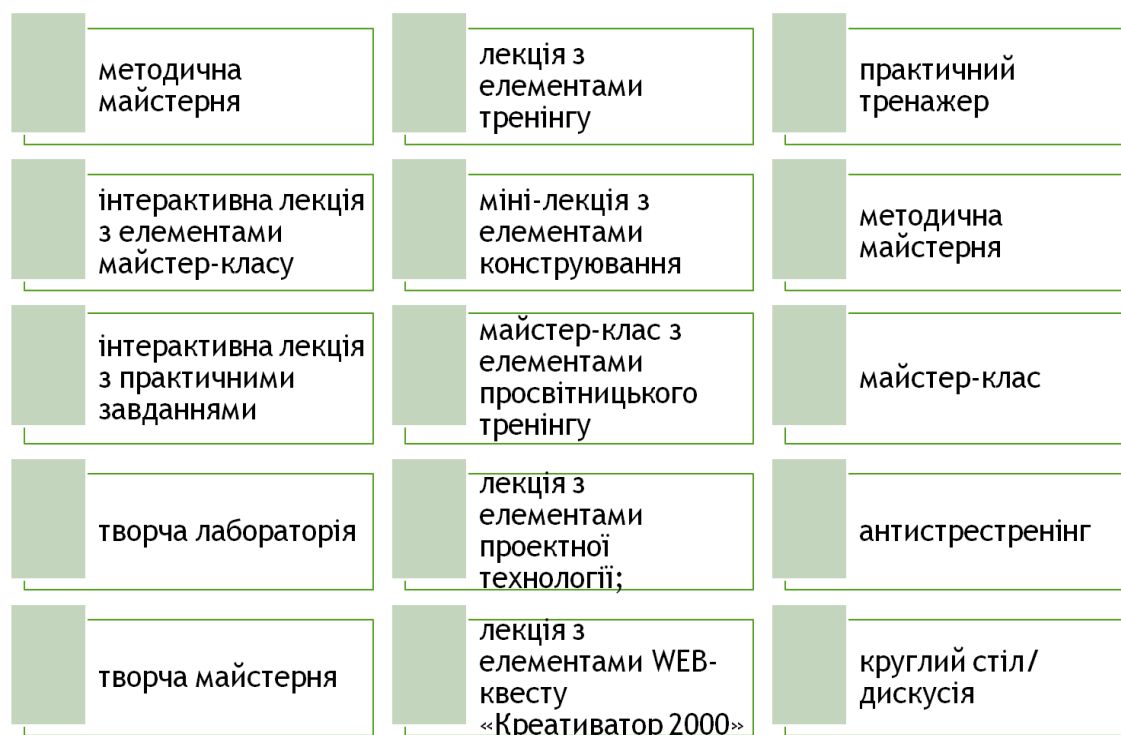 методична
майстерня
лекція з
елементами
тренінгу
практичний
тренажер
інтерактивна лекція
з елементами
майстер-класу
міні-лекція з
елементами
конструювання
методична
майстерня
інтерактивна лекція
з практичними
завданнями
майстер-клас з
елементами
просвітницького
тренінгу
майстер-клас
творча лабораторія
лекція з
елементами
проектної
технології;
антистрестренінг
творча майстерня
лекція з
елементами WEB-
квесту
«Креативатор 2000»
круглий стіл/
дискусія